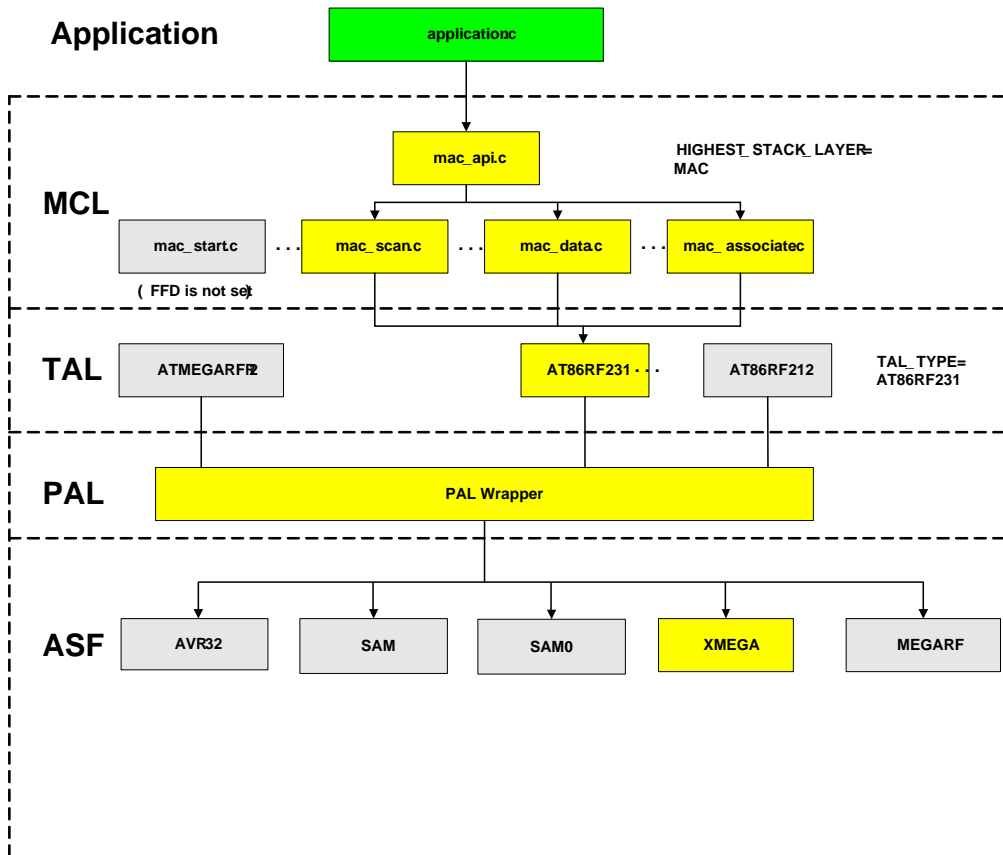 Application
application.c
mac_api.c
HIGHEST_STACK_LAYER=
MAC
MCL
mac_start.c
...
mac_scan.c
...
mac_data.c
...
mac_associate.c
( FFD is not set)
TAL
ATMEGARFR2
AT86RF231
...
AT86RF212
TAL_TYPE=
AT86RF231
PAL
PAL Wrapper
ASF
AVR32
SAM
SAM0
XMEGA
MEGARF